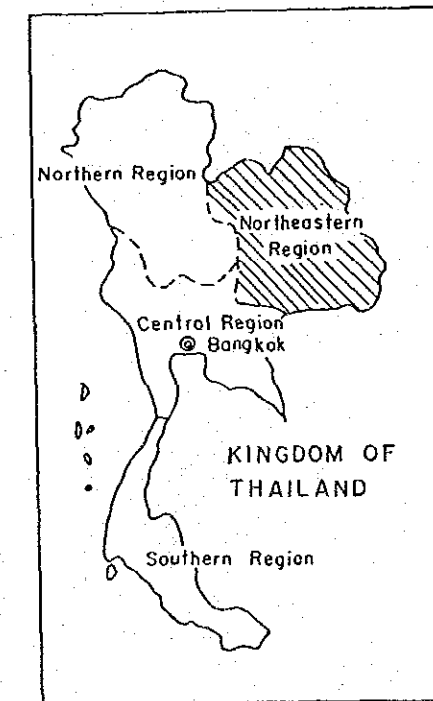 Northern Region
Northeastern
Region
Central Region
Bangkok
KINGDOM OF
THAILAND
Southern Region